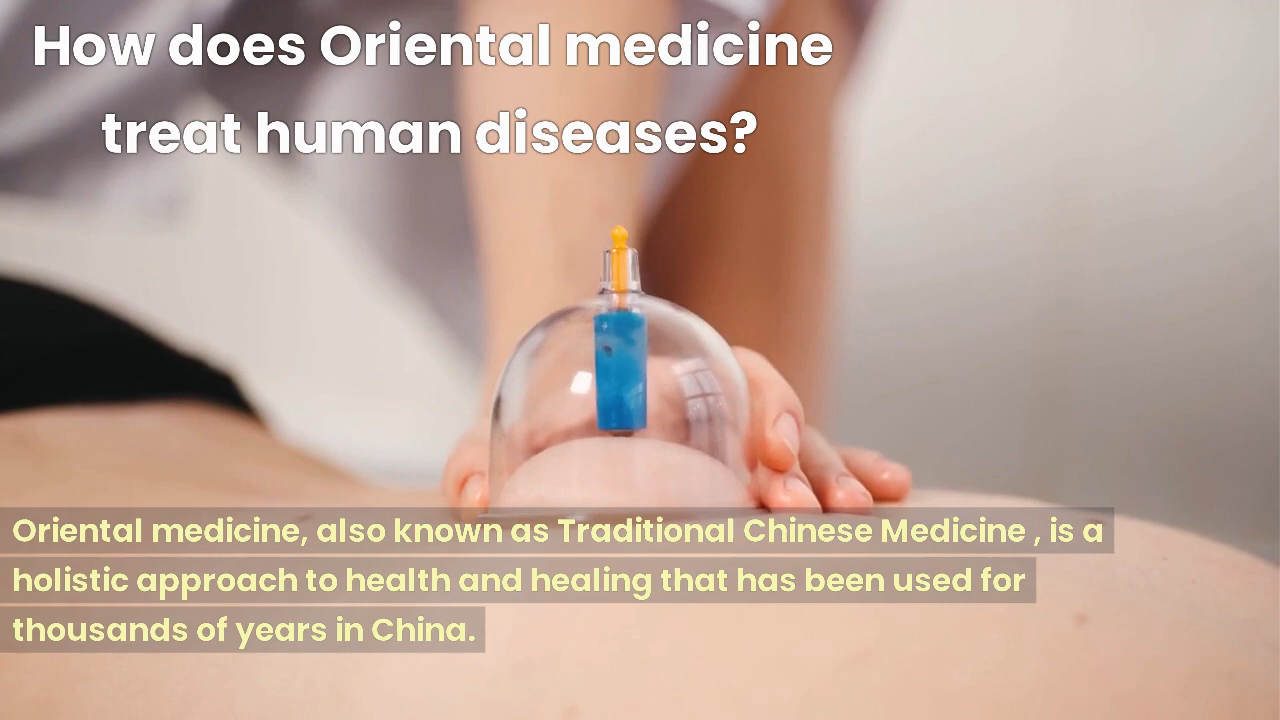 How does Oriental medicine
treat human diseases?
Oriental medicine, also known as Traditional Chinese Medicine , is a
holistic approach to health and healing that has been used for
thousands of years in China.